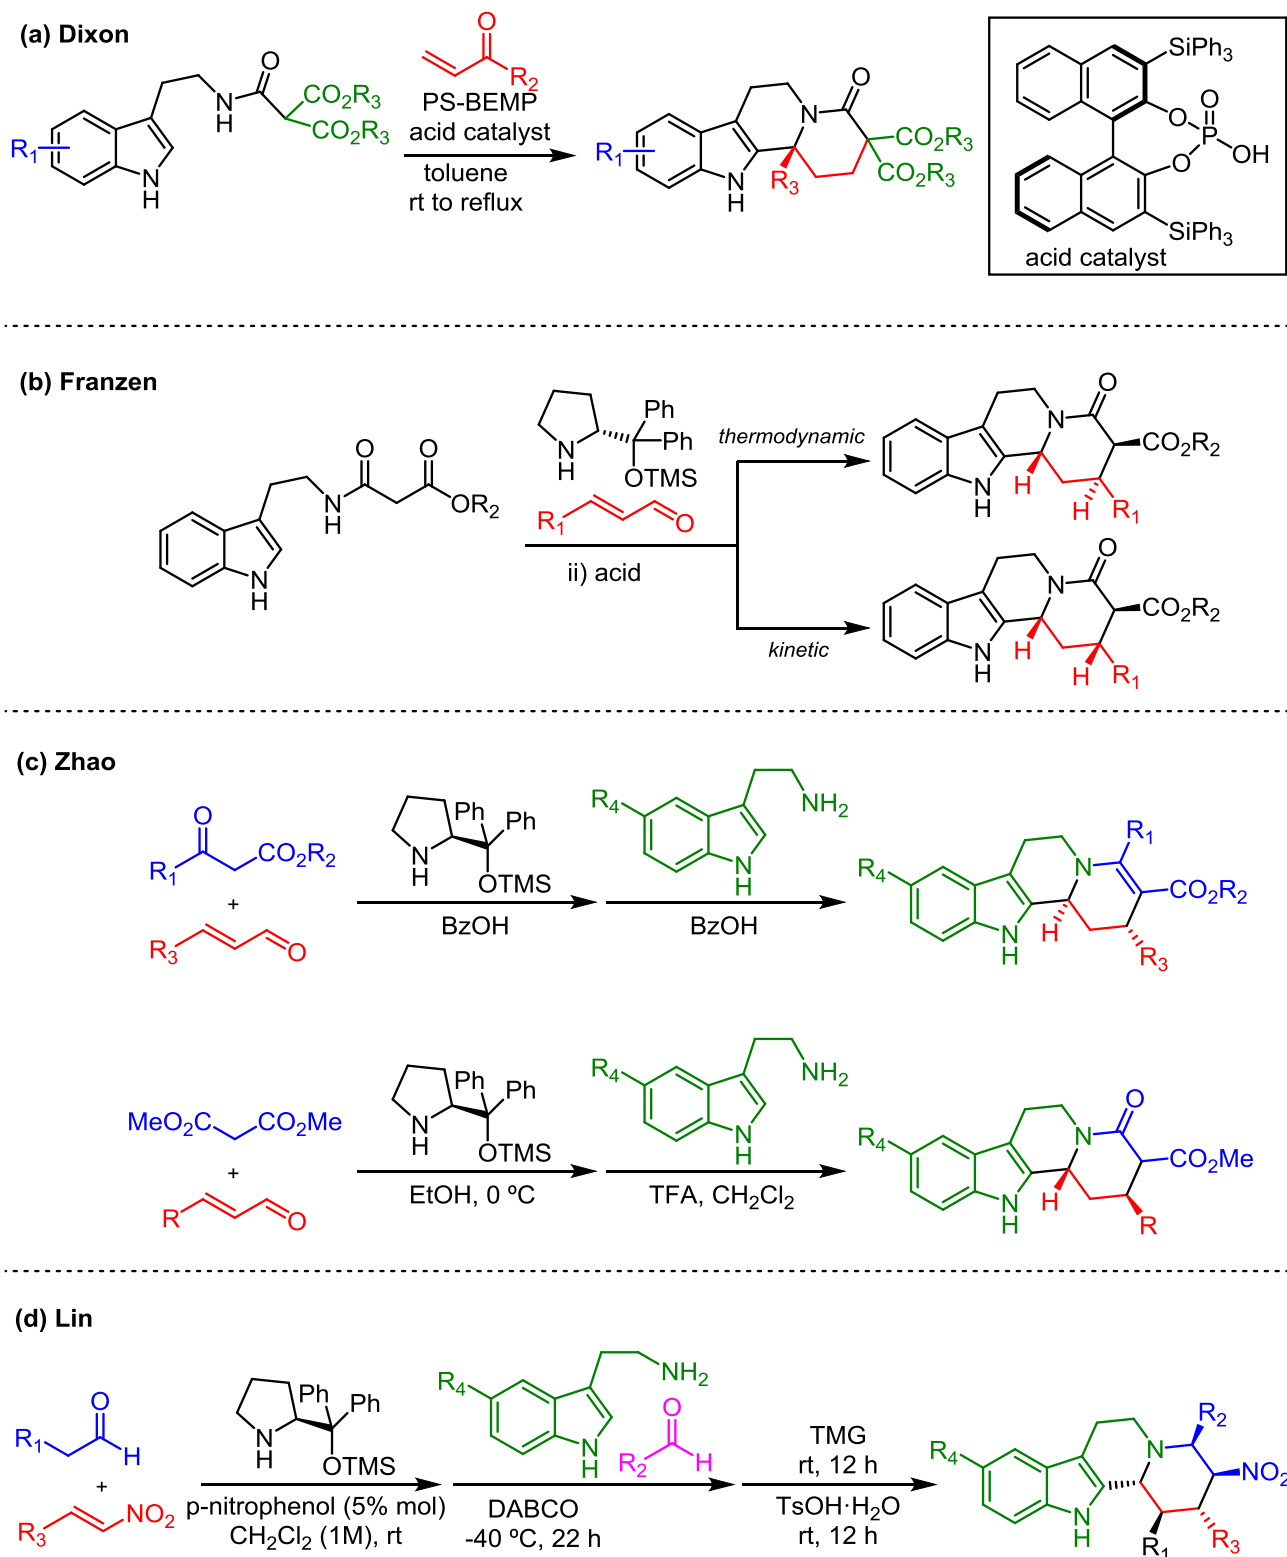 (a) Dixon
O
R2
PS-BEMP
acid catalyst
toluene
rt to reflux
R1
N
H
N
H
O
CO2R3
CO2R3
R1
N
H
N
O
R3
CO2R3
CO2R3
SiPh3
O
O
P
O
OH
SiPh3
acid catalyst
(b) Franzen
N
H
N
H
O
O
OR2
N
H
Ph
Ph
OTMS
R1
O
ii) acid
thermodynamic
kinetic
N
H
N
O
CO2R2
H
H
R1
N
H
N
O
CO2R2
H
H
R1
(c) Zhao
O
R1
CO2R2
+
R3
O
N
H
Ph
Ph
OTMS
BzOH
R4
NH2
N
H
BzOH
R4
N
H
N
R1
CO2R2
H
R3
MeO2C
CO2Me
+
R
O
N
H
Ph
Ph
OTMS
EtOH, 0 ºC
R4
NH2
N
H
TFA, CH2Cl2
R4
N
H
N
O
CO2Me
H
R
(d) Lin
O
R1
H
+
R3
NO2
N
H
Ph
Ph
OTMS
p-nitrophenol (5% mol)
CH2Cl2 (1M), rt
R4
NH2
N
H
O
R2
H
DABCO
-40 ºC, 22 h
TMG
rt, 12 h
TsOH·H2O
rt, 12 h
R4
N
H
N
R2
NO2
R1
R3